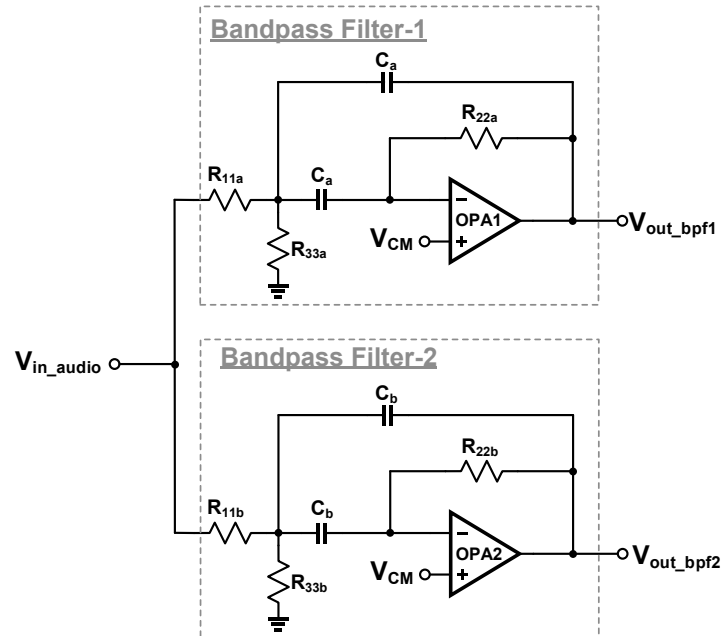 Bandpass Filter-1
Ca
R22a
R11a
Ca
OPA1
R33a
VCM
Vout_bpf1
Vin_audio
Bandpass Filter-2
Cb
R22b
R11b
Cb
OPA2
R33b
VCM
Vout_bpf2